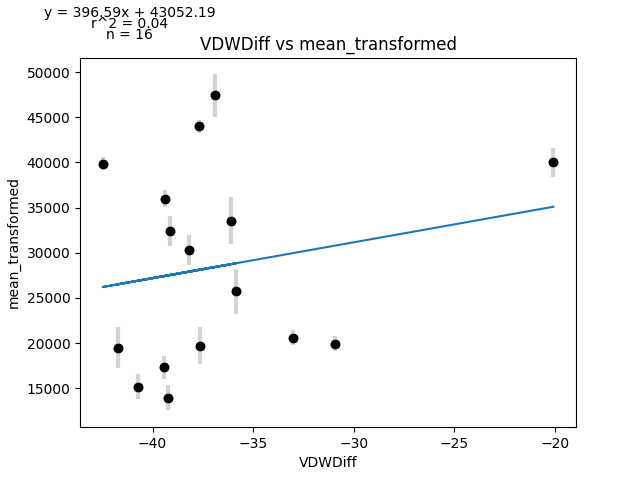 y = 396.59x + 43052.19
r^2 = 0.04
n = 16
VDWDiff vs mean_transformed
50000
45000
40000
35000
30000
25000
20000
15000
mean_transformed
−40
−35
−30
−25
−20
VDWDiff